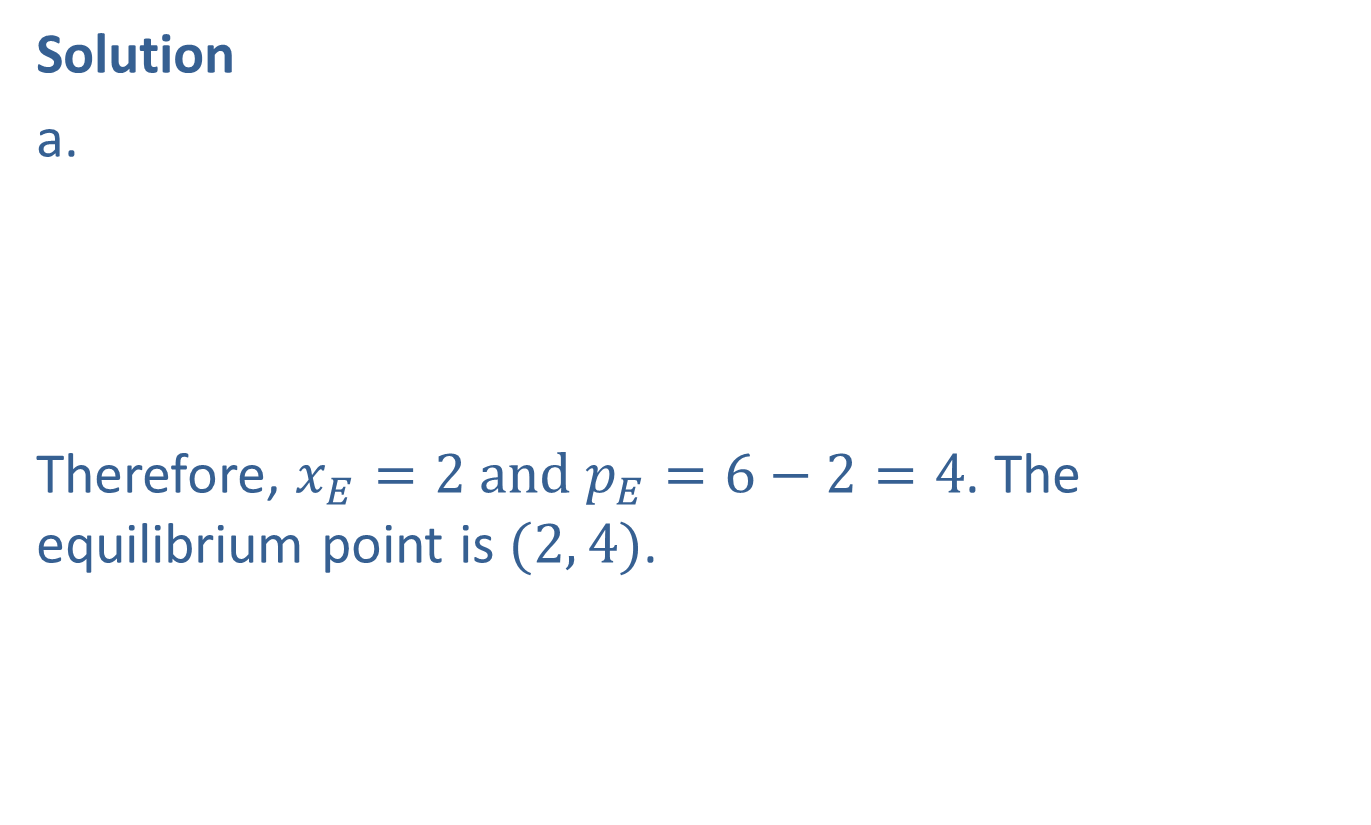 Solution
a.
Therefore, $x_E = 2$ and $p_E = 6 - 2 = 4$. The
equilibrium point is $(2, 4)$.